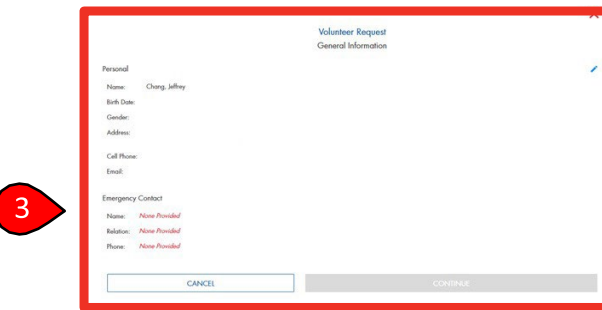 Volunteer Request
General Information
Personal
Name: Chang, Jeffrey
Birth Date:
Gender:
Address:
Cell Phone:
Email:
3
Emergency Contact
Name: None Provided
Relation: None Provided
Phone: None Provided
CANCEL CONTINUE